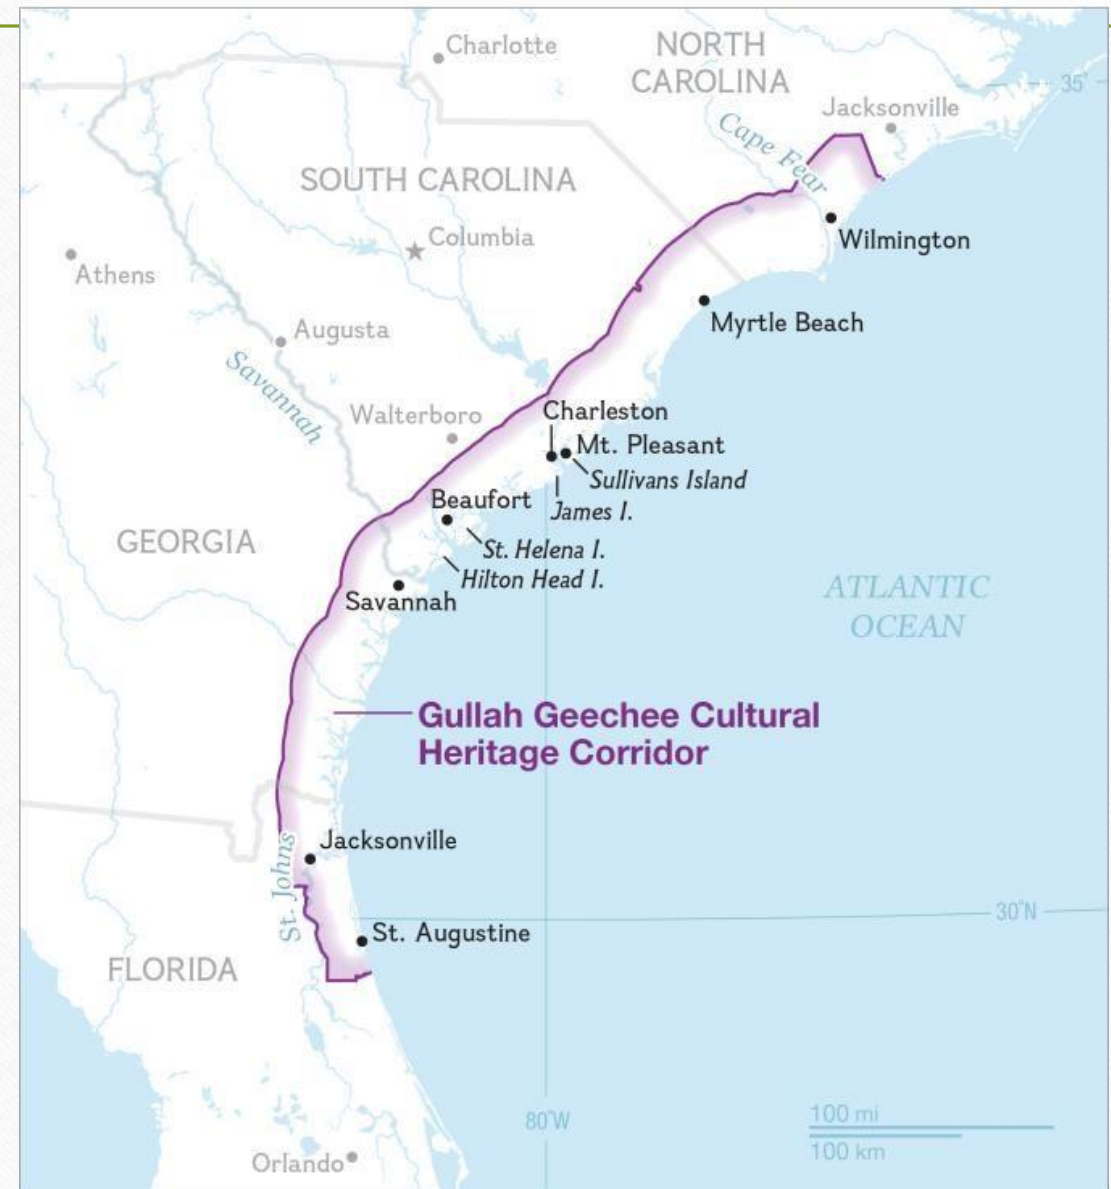 Charlotte
NORTH
CAROLINA
35°
Jacksonville
Cape Fear
SOUTH CAROLINA
Columbia
Wilmington
Athens
Myrtle Beach
Augusta
Savannah
Walterboro
Charleston
Mt. Pleasant
Sullivans Island
James I.
Beaufort
St. Helena I.
Hilton Head I.
GEORGIA
Savannah
ATLANTIC
OCEAN
Gullah Geechee Cultural
Heritage Corridor
Jacksonville
St. Johns
30°N
St. Augustine
FLORIDA
80°W
100 mi
100 km
Orlando